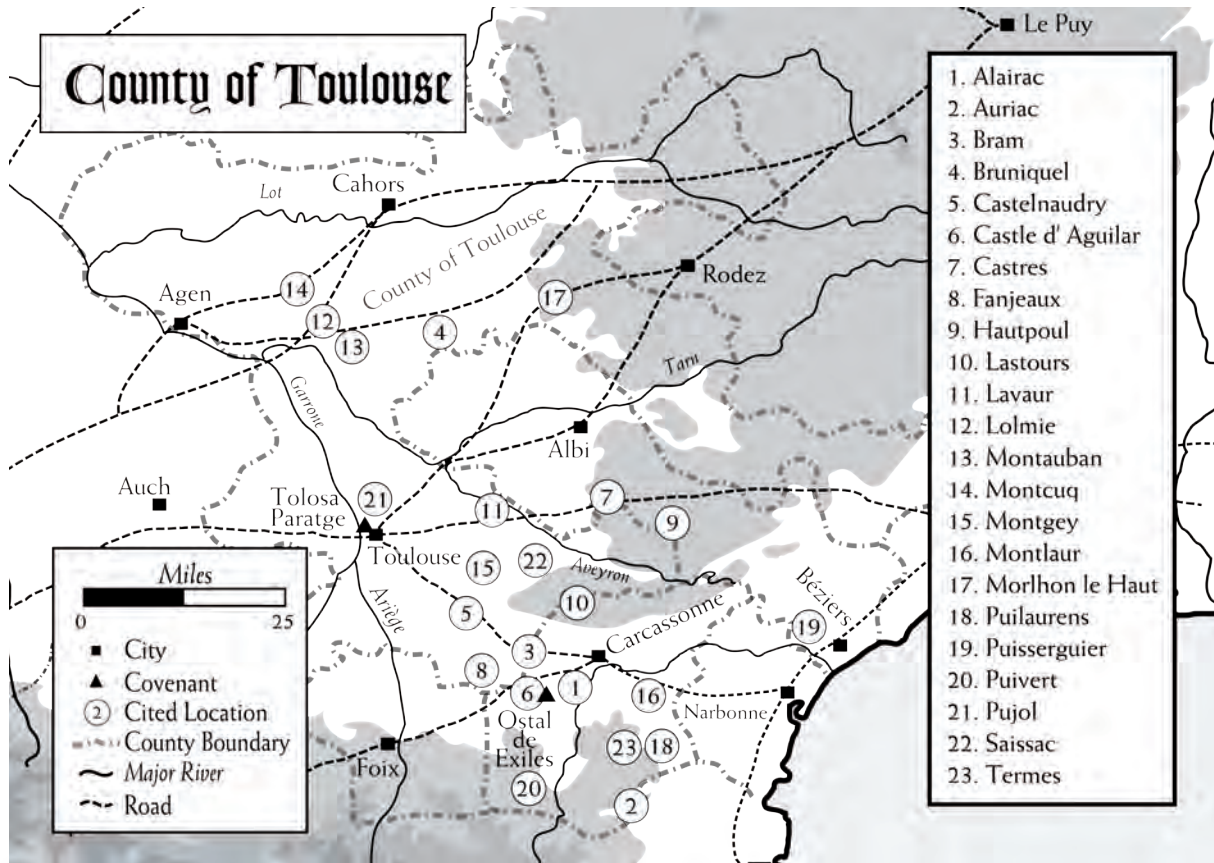 County of Toulouse
Le Puy
1. Alairac
2. Auriac
3. Bram
4. Bruniquel
5. Castelnaudry
6. Castle d' Aguilar
7. Castres
8. Fanjeaux
9. Hautpoul
10. Lastours
11. Lavaur
12. Lolmie
13. Montauban
14. Montcuq
15. Montgey
16. Montlaur
17. Morlhon le Haut
18. Puilaurens
19. Puisserguier
20. Puivert
21. Pujol
22. Saissac
23. Termes
Lot
Cahors
County of Toulouse
Rodez
Agen
14
12
13
4
17
Garrone
Tarn
Albi
Auch
Tolosa
Paratge
21
Toulouse
11
7
9
15
22
Aveyron
10
Ariège
5
Carcassonne
Béziers
19
3
8
6
1
16
Narbonne
Ostal
de
Exiles
23
18
Foix
20
2
Miles
0 25
City
Covenant
2 Cited Location
County Boundary
Major River
Road